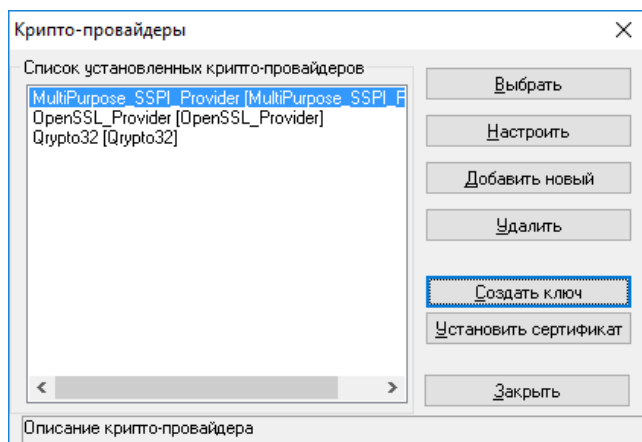 Крипто-провайдеры
Список установленных крипто-провайдеров
MultiPurpose_SSPI_Provider [MultiPurpose_SSPI_P
OpenSSL_Provider [OpenSSL_Provider]
Qrypto32 [Qrypto32]
Выбрать
Настроить
Добавить новый
Удалить
Создать ключ
Установить сертификат
Закрыть
Описание крипто-провайдера